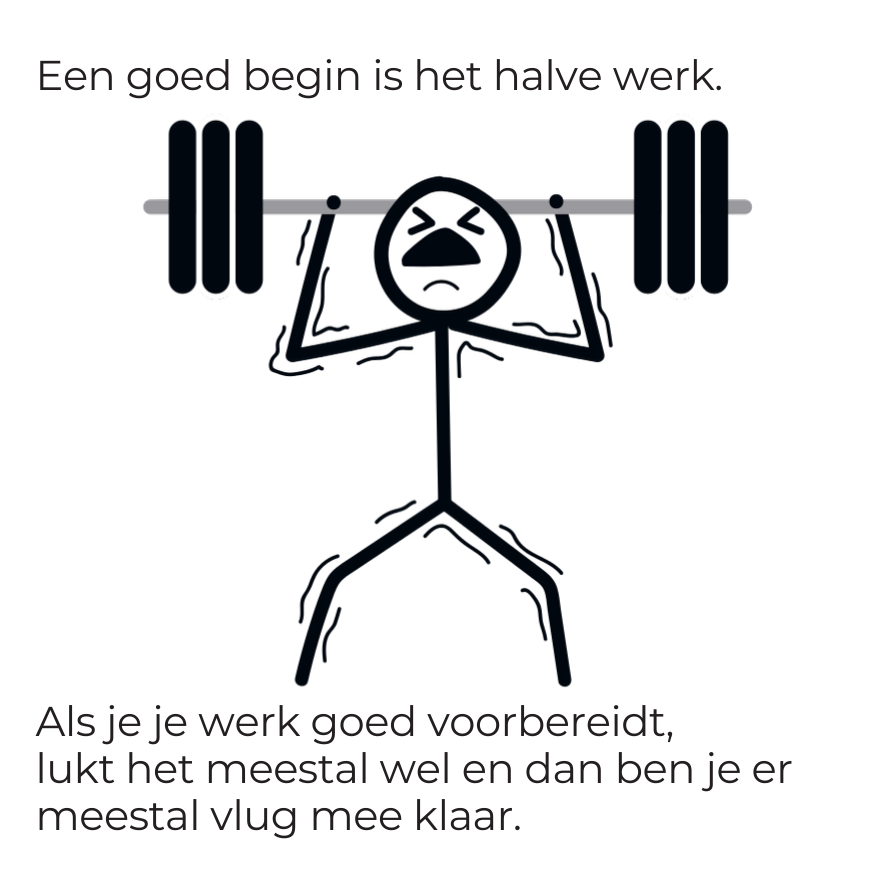 Een goed begin is het halve werk.
Als je je werk goed voorbereidt,
lukt het meestal wel en dan ben je er
meestal vlug mee klaar.